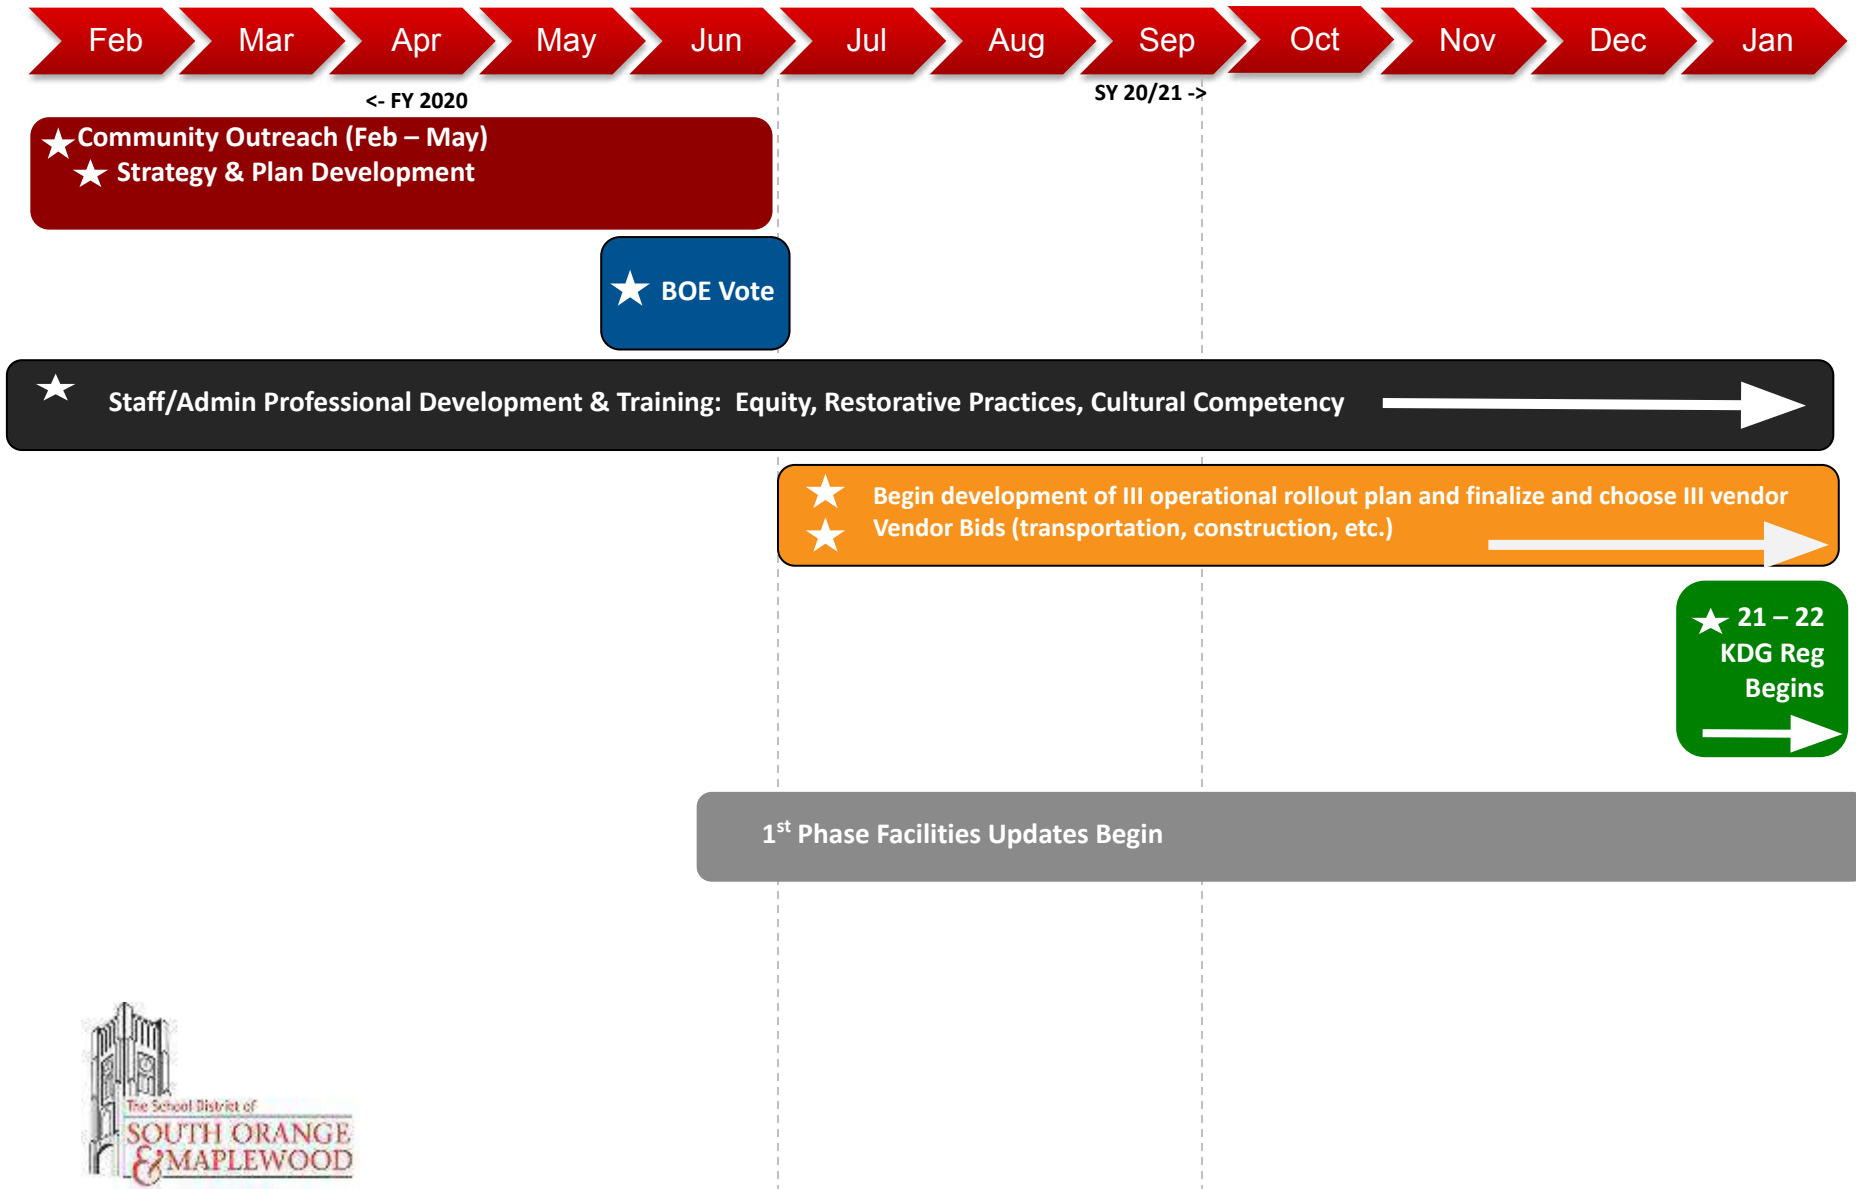 Feb Mar Apr May Jun Jul Aug Sep Oct Nov Dec Jan
<- FY 2020
SY 20/21 ->
Community Outreach (Feb – May)
Strategy & Plan Development
BOE Vote
Staff/Admin Professional Development & Training: Equity, Restorative Practices, Cultural Competency
Begin development of III operational rollout plan and finalize and choose III vendor
Vendor Bids (transportation, construction, etc.)
21 – 22
KDG Reg
Begins
1st Phase Facilities Updates Begin
The School District of
SOUTH ORANGE
& MAPLEWOOD